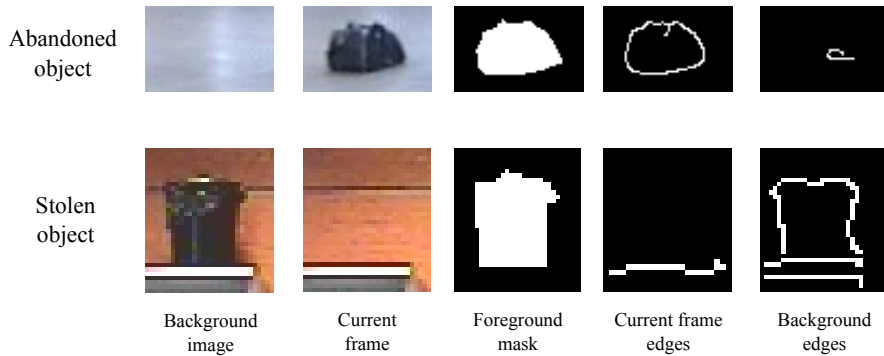 Abandoned
object
Stolen
object
Background
image
Current
frame
Foreground
mask
Current frame
edges
Background
edges